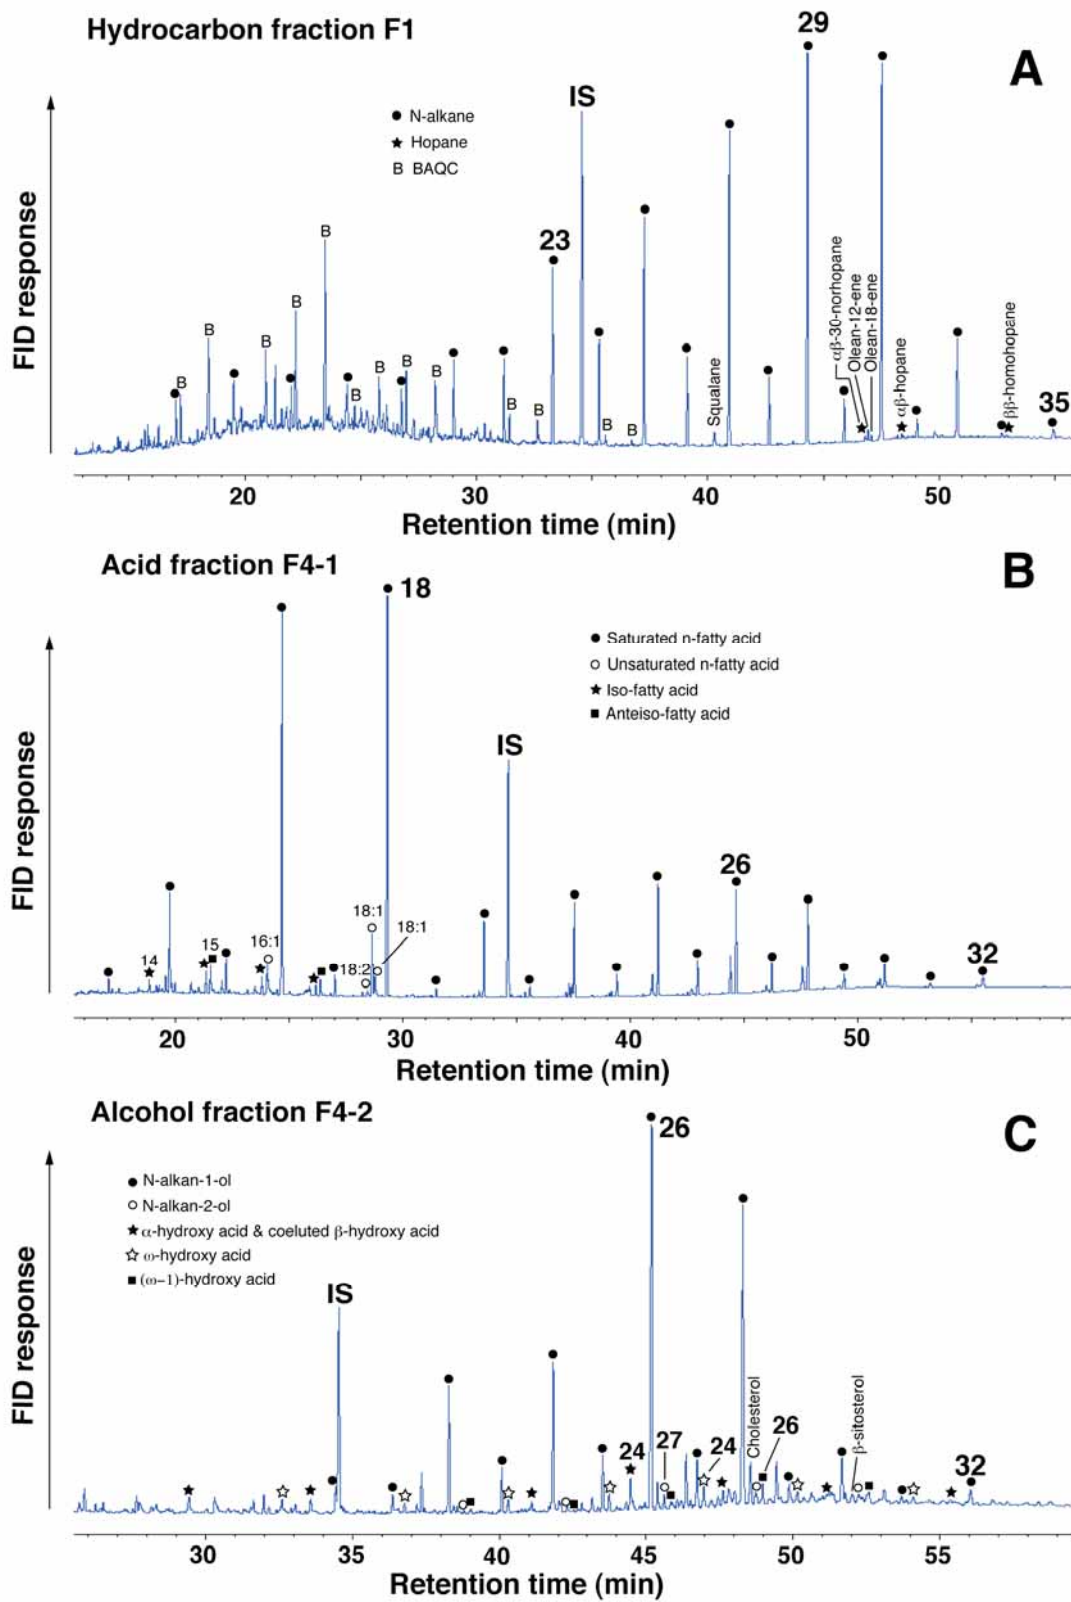 Hydrocarbon fraction F1
A
29
IS
N-alkane
Hopane
B BAQC
23
B
B
B
B
B
B
B
B
B
B
B
B
B
Squalane
αβ-30-norhopane
Olean-12-ene
Olean-18-ene
αβ-hopane
ββ-homohopane
35
FID response
20 30 40 50
Retention time (min)
Acid fraction F4-1
B
18
Saturated n-fatty acid
Unsaturated n-fatty acid
Iso-fatty acid
Anteiso-fatty acid
IS
14
15
16:1
18:1
18:1
18:2
26
32
FID response
20 30 40 50
Retention time (min)
Alcohol fraction F4-2
C
26
N-alkan-1-ol
N-alkan-2-ol
α-hydroxy acid & coeluted β-hydroxy acid
ω-hydroxy acid
(ω−1)-hydroxy acid
IS
24
27
24
Cholesterol
26
β-sitosterol
32
FID response
30 35 40 45 50 55
Retention time (min)